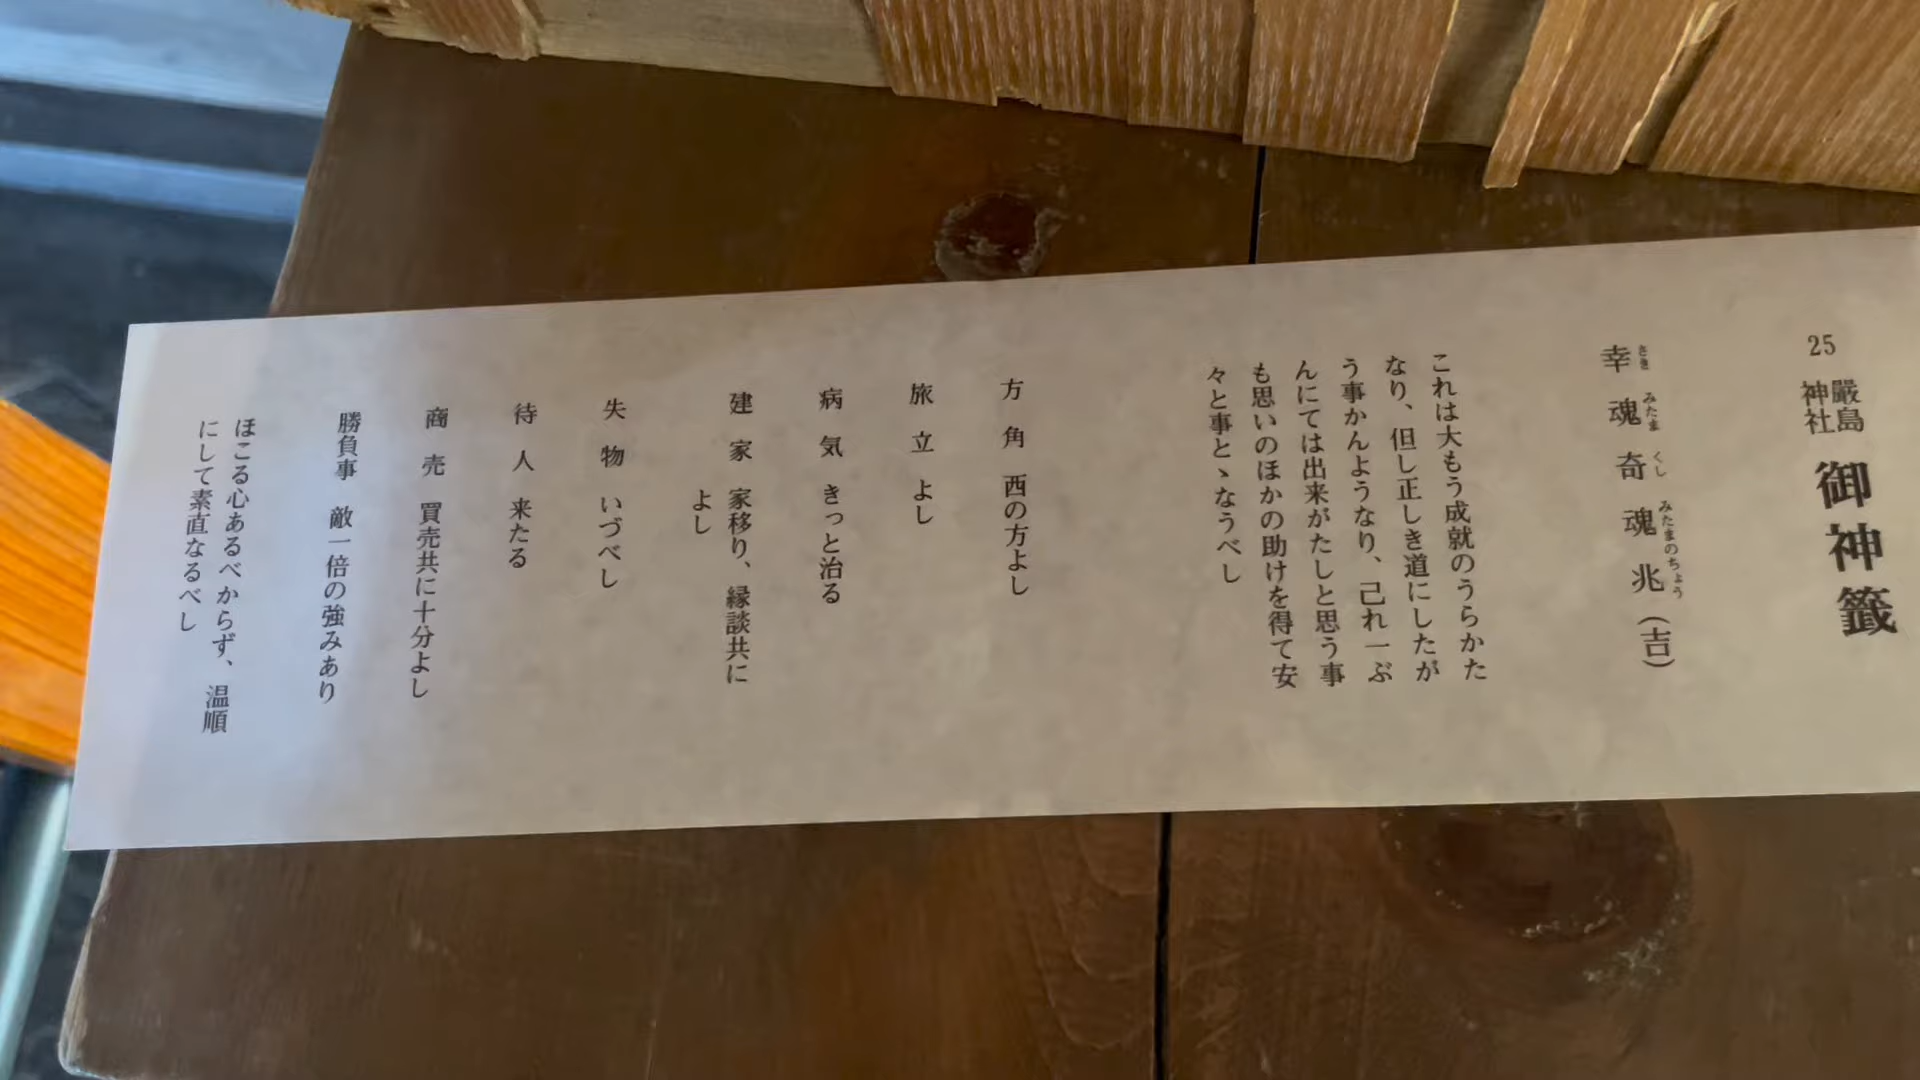 25 嚴島神社 御神籤
幸魂奇魂兆(吉)
さき みたま くし みたまのちょう
これは大もう成就のうらかた
なり、但し正しき道にしたが
う事かんようなり、己れ一ぶ
んにては出来がたしと思う事
も思いのほかの助けを得て安
々と事とゝなうべし
方角 西の方よし
旅立 よし
病気 きっと治る
建家 家移り、縁談共に
よし
失物 いづべし
待人 来たる
商売 買売共に十分よし
勝負事 敵一倍の強みあり
ほこる心あるべからず、温順
にして素直なるべし